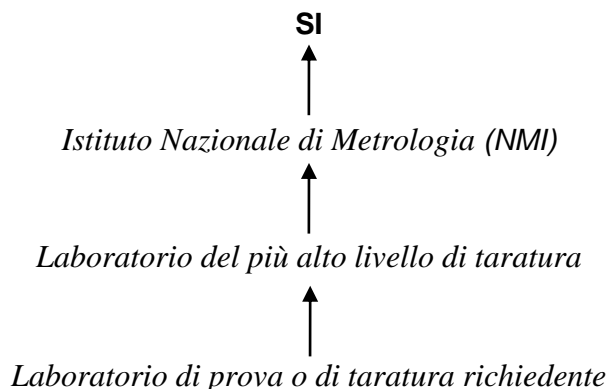 SI
Istituto Nazionale di Metrologia (NMI)
Laboratorio del più alto livello di taratura
Laboratorio di prova o di taratura richiedente